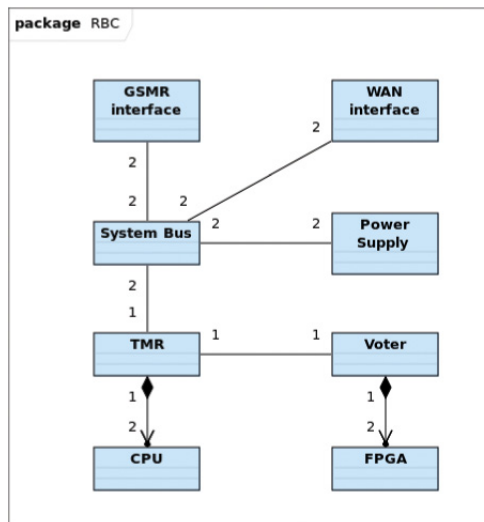 package RBC
GSMR
interface
WAN
interface
2
2
2
2
System Bus
2
2
Power
Supply
2
1
TMR
1
1
Voter
1
2
1
2
CPU
FPGA